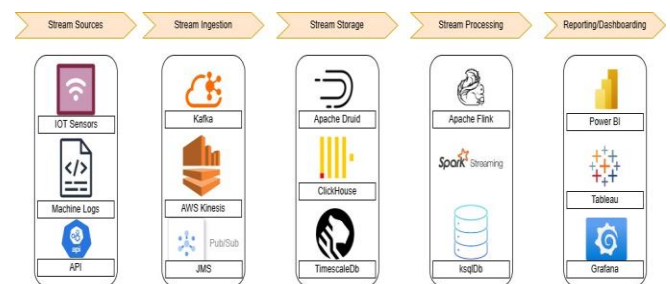 Stream Sources
Stream Ingestion
Stream Storage
Stream Processing
Reporting/Dashboarding
IOT Sensors
</>
Machine Logs
api
API
Kafka
AWS Kinesis
Pub/Sub
JMS
Apache Druid
ClickHouse
TimescaleDb
Apache Flink
Spark Streaming
ksqlDb
Power BI
Tableau
Grafana